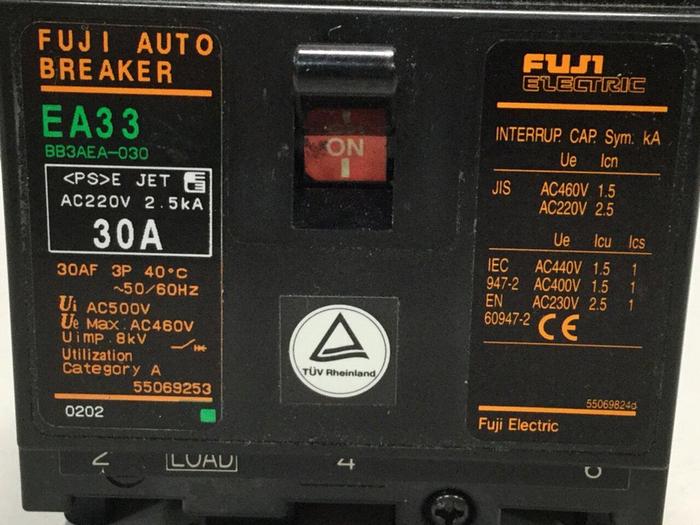 FUJI AUTO
BREAKER
EA33
BB3AEA-030
<PS>E JET
AC220V 2.5kA
30A
30AF 3P 40°C
~50/60Hz
Ui AC500V
Ue Max. AC460V
Uimp. 8kV
Utilization
Category A
55069253
0202
ON
TÜV Rheinland
FUJI
ELECTRIC
INTERRUP. CAP. Sym. kA
Ue Icn
JIS AC460V 1.5
AC220V 2.5
Ue Icu Ics
IEC AC440V 1.5 1
947-2 AC400V 1.5 1
EN AC230V 2.5 1
60947-2 CE
55069824d
Fuji Electric
2 LOAD 4 6